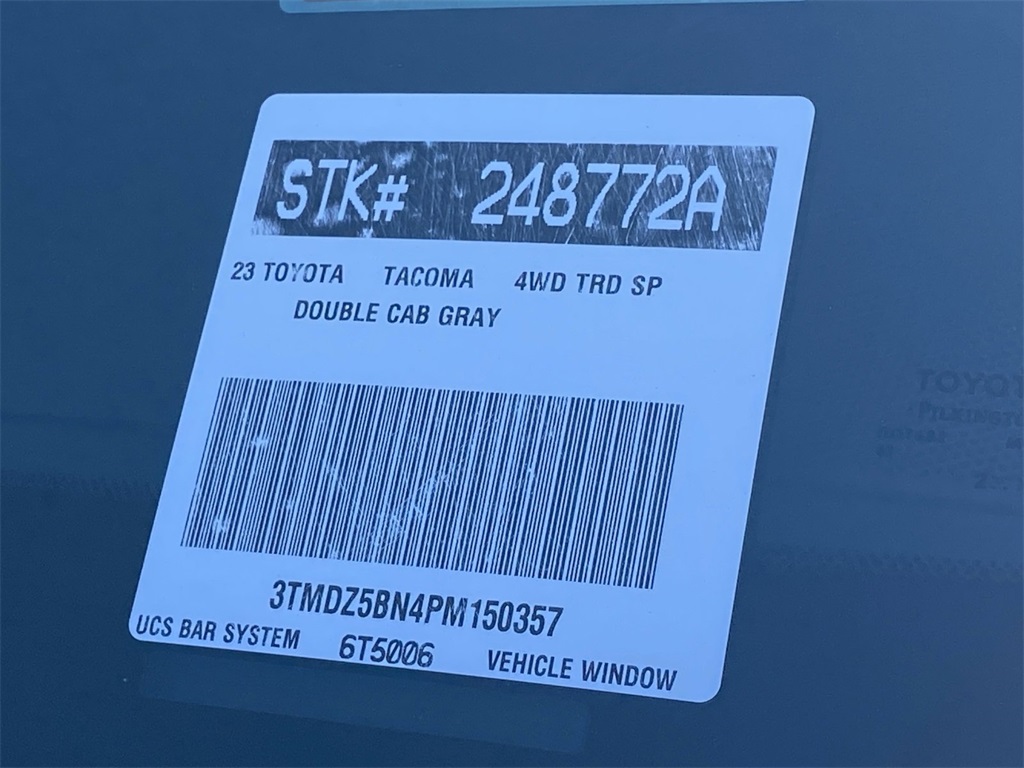 STK# 248772A
23 TOYOTA TACOMA 4WD TRD SP
DOUBLE CAB GRAY
3TMDZ5BN4PM150357
UCS BAR SYSTEM 6T5006 VEHICLE WINDOW